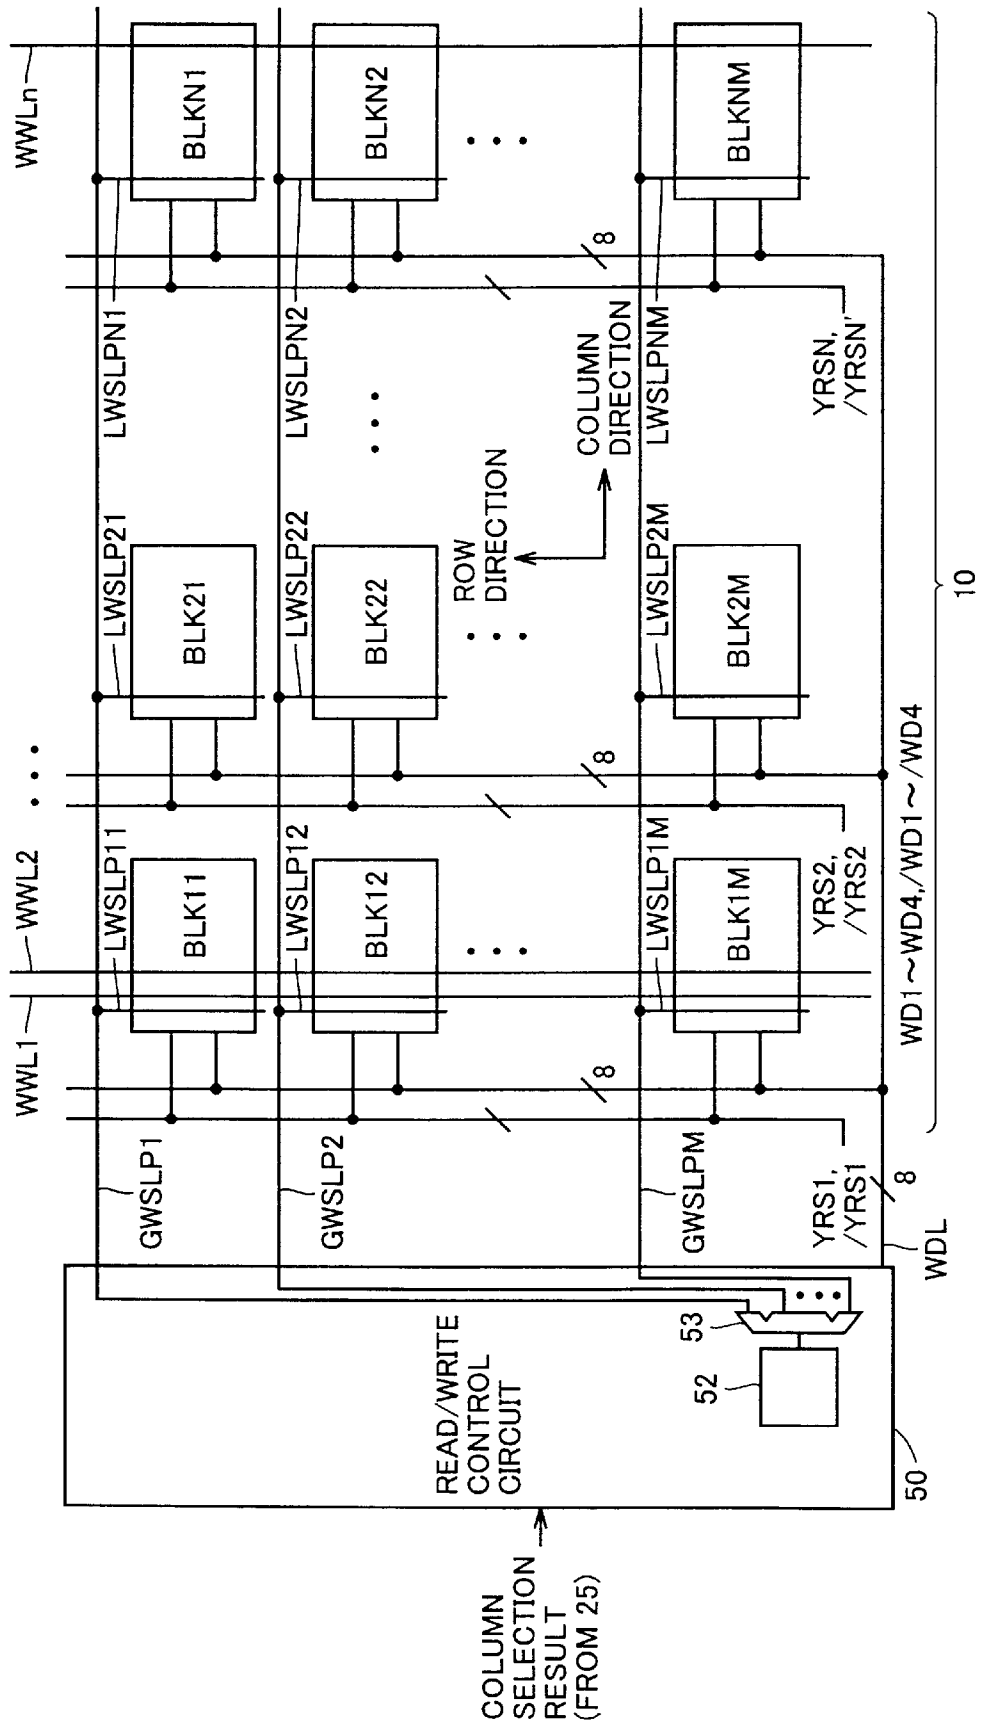 WWL1
WWL2
WWLn
LWSLP11
LWSLP21
LWSLPN1
BLK11
BLK21
BLKN1
GWSLP1
LWSLP12
LWSLP22
LWSLPN2
BLK12
BLK22
BLKN2
GWSLP2
ROW
DIRECTION
COLUMN
DIRECTION
8
8
8
LWSLP1M
LWSLP2M
LWSLPNM
BLK1M
BLK2M
BLKNM
GWSLPM
YRS1,
/YRS1
YRS2,
/YRS2
YRSN,
/YRSN'
8
WDL
WD1~WD4,/WD1~/WD4
10
READ/WRITE
CONTROL
CIRCUIT
52
53
50
COLUMN
SELECTION
RESULT
(FROM 25)